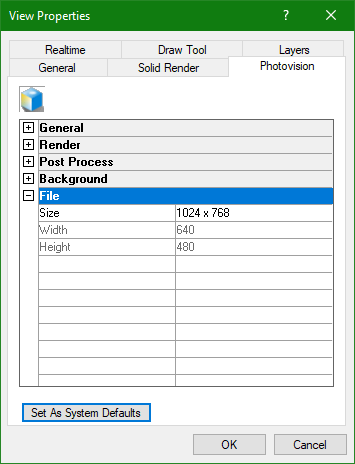 View Properties
? ×
Realtime Draw Tool Layers
General Solid Render Photovision
+ General
+ Render
+ Post Process
+ Background
- File
Size 1024 x 768
Width 640
Height 480
Set As System Defaults
OK Cancel